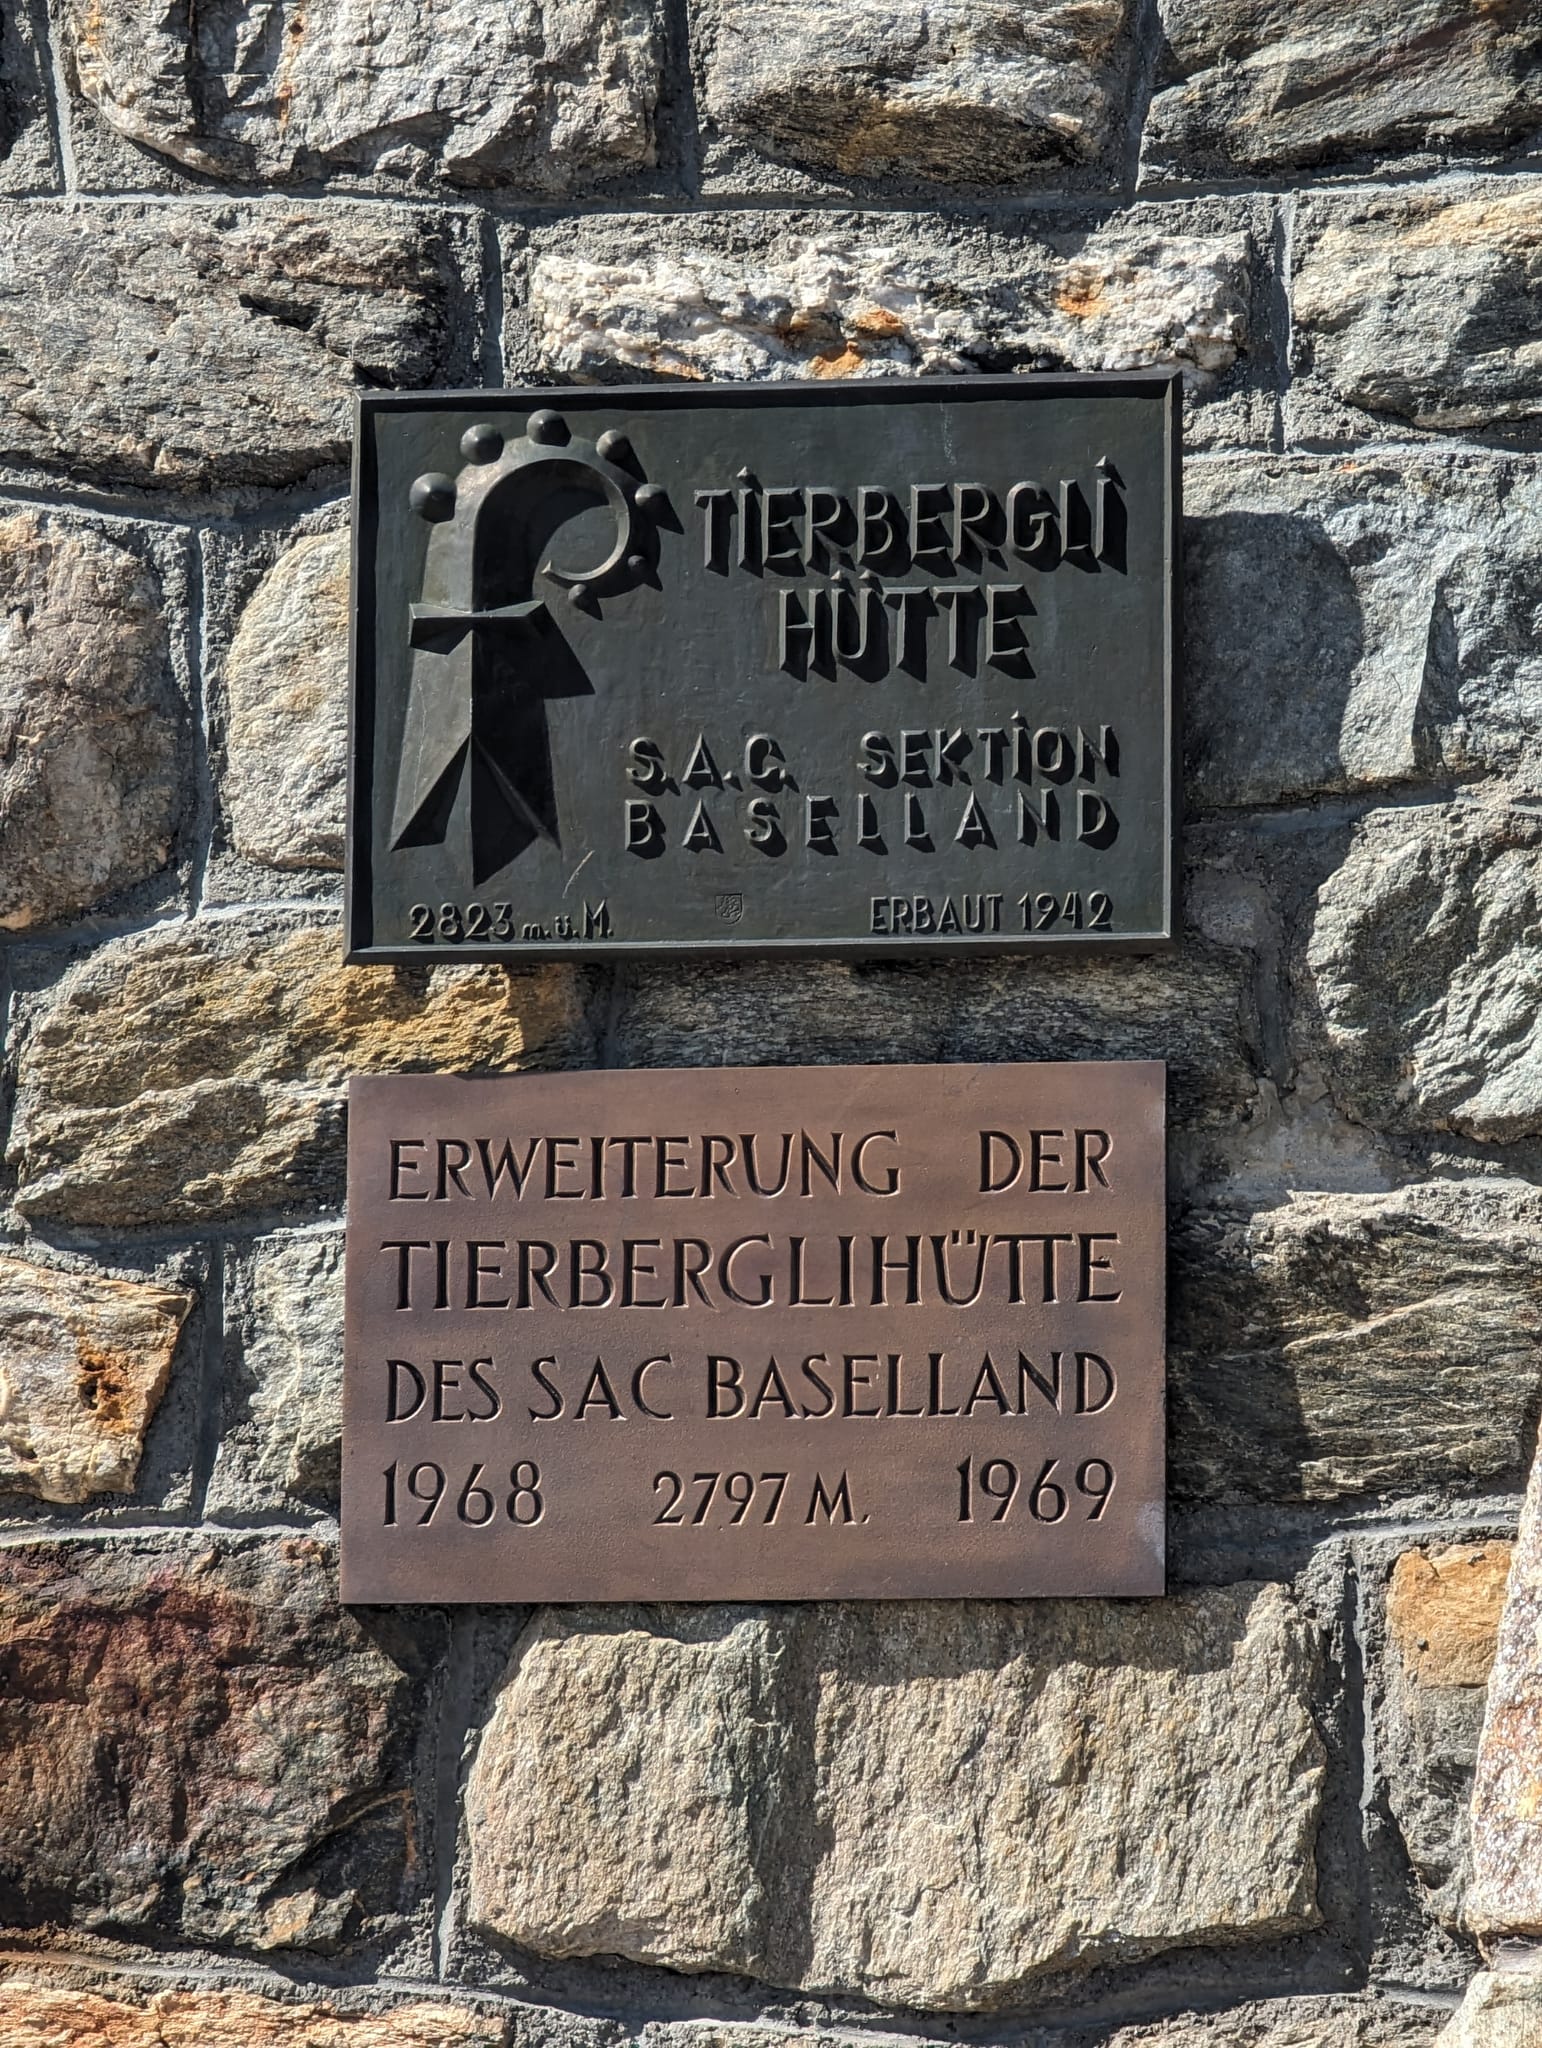 TIERBERGLI
HÜTTE
S.A.C. SEKTION
BASELLAND
2823 m.ü.M. ERBAUT 1942
ERWEITERUNG DER
TIERBERGLIHÜTTE
DES SAC BASELLAND
1968 2797 M. 1969